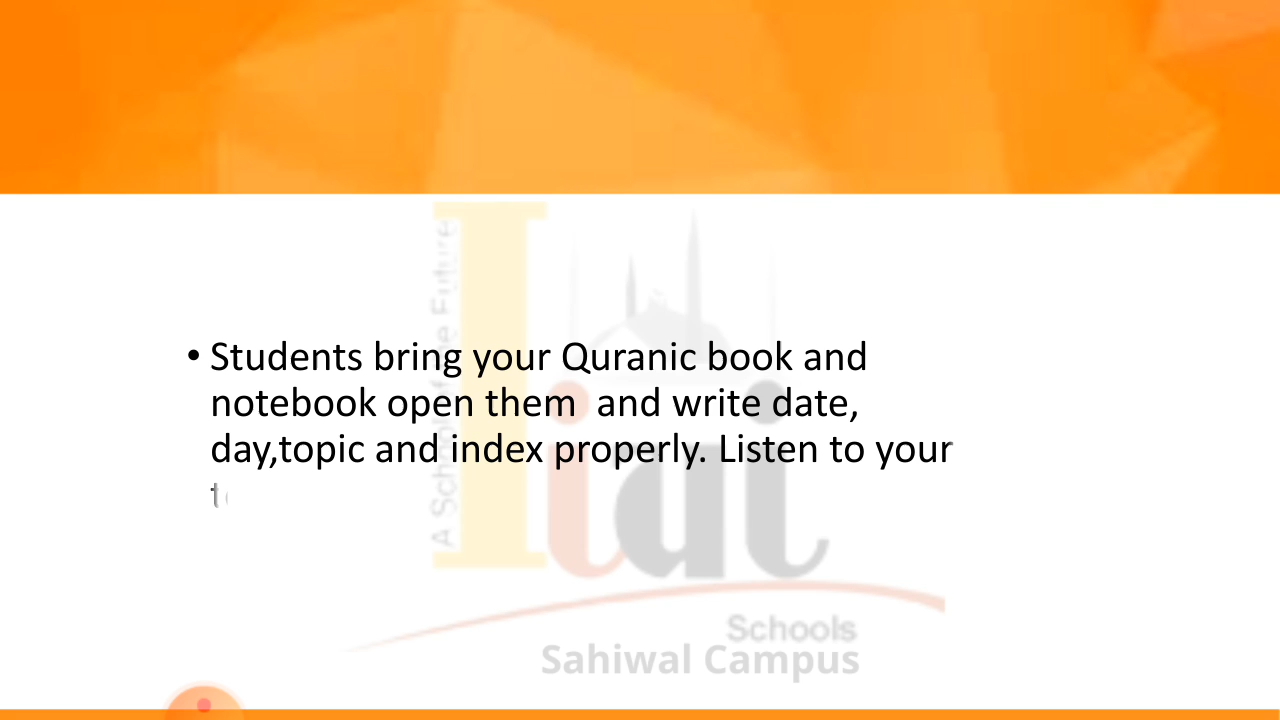 • Students bring your Quranic book and
notebook open them  and write date,
day,topic and index properly. Listen to your
A School of the Future
Iiat
Schools
Sahiwal Campus